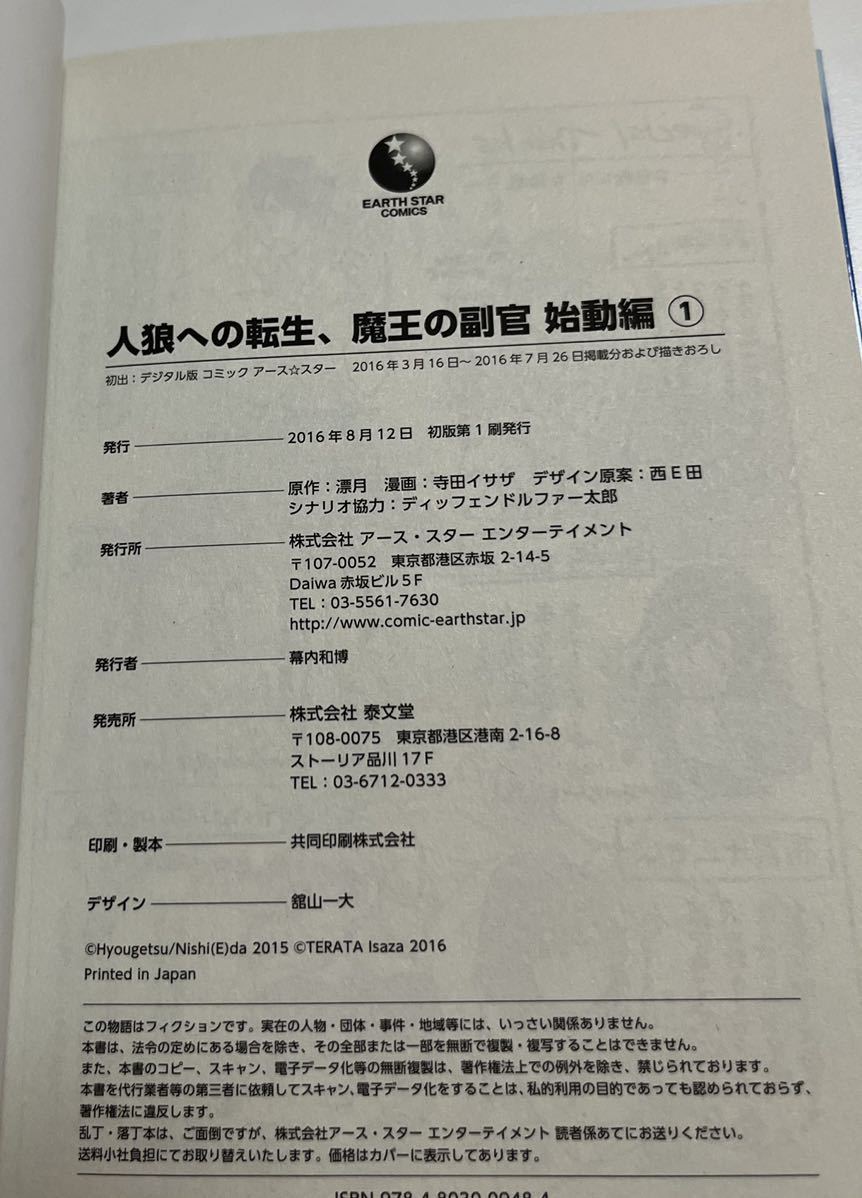 EARTH STAR
COMICS
人狼への転生、魔王の副官 始動編 ①
初出：デジタル版 コミック アース☆スター 2016年3月16日～2016年7月26日掲載分および描きおろし
発行 2016年8月12日 初版第1刷発行
著者 原作：漂月 漫画：寺田イサザ デザイン原案：西E田
シナリオ協力：ディッフェンドルファー太郎
発行所 株式会社 アース・スター エンターテイメント
〒107-0052 東京都港区赤坂 2-14-5
Daiwa 赤坂ビル5F
TEL：03-5561-7630
http://www.comic-earthstar.jp
発行者 幕内和博
発売所 株式会社 泰文堂
〒108-0075 東京都港区港南 2-16-8
ストーリア品川 17F
TEL：03-6712-0333
印刷・製本 共同印刷株式会社
デザイン 舘山一大
©Hyougetsu/Nishi(E)da 2015 ©TERATA Isaza 2016
Printed in Japan
この物語はフィクションです。実在の人物・団体・事件・地域等には、いっさい関係ありません。
本書は、法令の定めにある場合を除き、その全部または一部を無断で複製・複写することはできません。
また、本書のコピー、スキャン、電子データ化等の無断複製は、著作権法上での例外を除き、禁じられております。
本書を代行業者等の第三者に依頼してスキャン、電子データ化をすることは、私的利用の目的であっても認められておらず、
著作権法に違反します。
乱丁・落丁本は、ご面倒ですが、株式会社アース・スター エンターテイメント 読者係あてにお送りください。
送料小社負担にてお取り替えいたします。価格はカバーに表示してあります。
ISBN 978-4-8030-0948-4